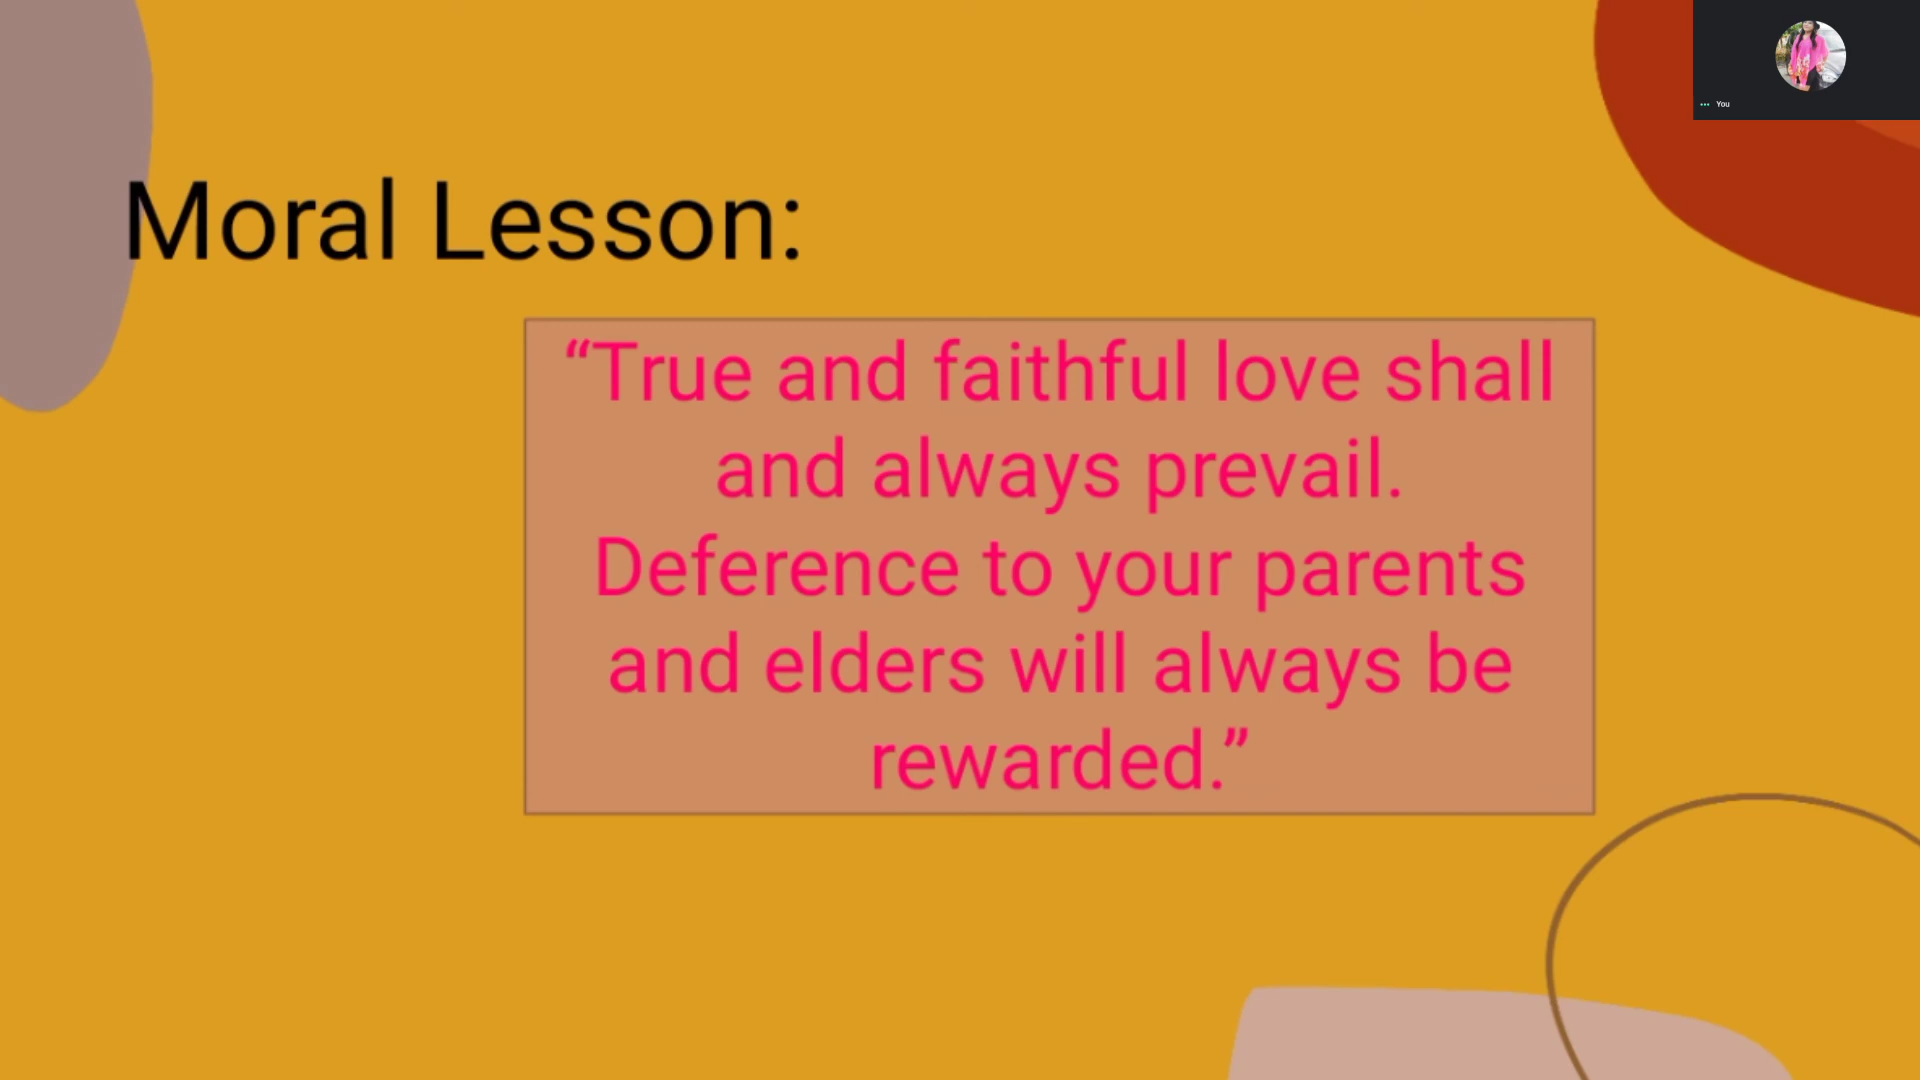 You
Moral Lesson:
“True and faithful love shall
and always prevail.
Deference to your parents
and elders will always be
rewarded.”